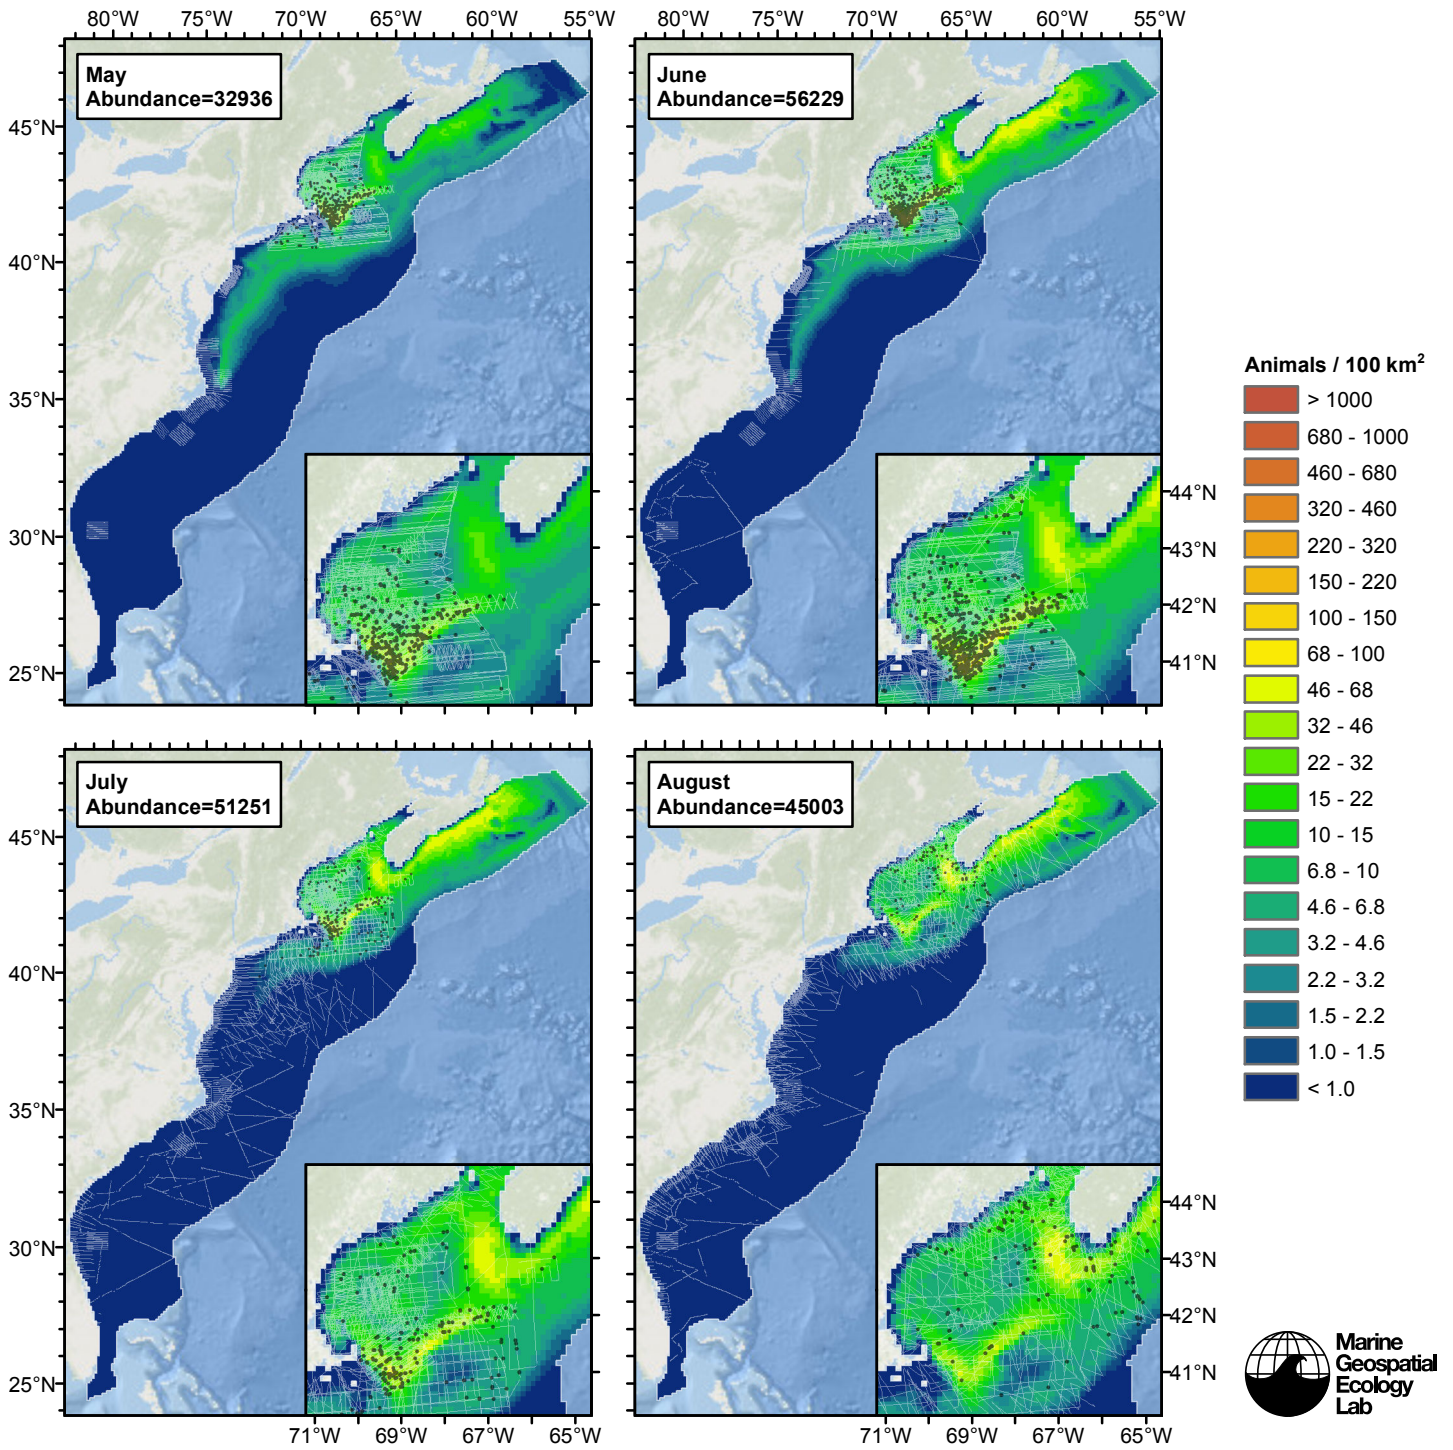 80°W 75°W 70°W 65°W 60°W 55°W
80°W 75°W 70°W 65°W 60°W 55°W
May
Abundance=32936
June
Abundance=56229
45°N
40°N
35°N
30°N
25°N
44°N
43°N
42°N
41°N
July
Abundance=51251
August
Abundance=45003
45°N
40°N
35°N
30°N
25°N
44°N
43°N
42°N
41°N
71°W 69°W 67°W 65°W
71°W 69°W 67°W 65°W
Animals / 100 km²
> 1000
680 - 1000
460 - 680
320 - 460
220 - 320
150 - 220
100 - 150
68 - 100
46 - 68
32 - 46
22 - 32
15 - 22
10 - 15
6.8 - 10
4.6 - 6.8
3.2 - 4.6
2.2 - 3.2
1.5 - 2.2
1.0 - 1.5
< 1.0
Marine
Geospatial
Ecology
Lab